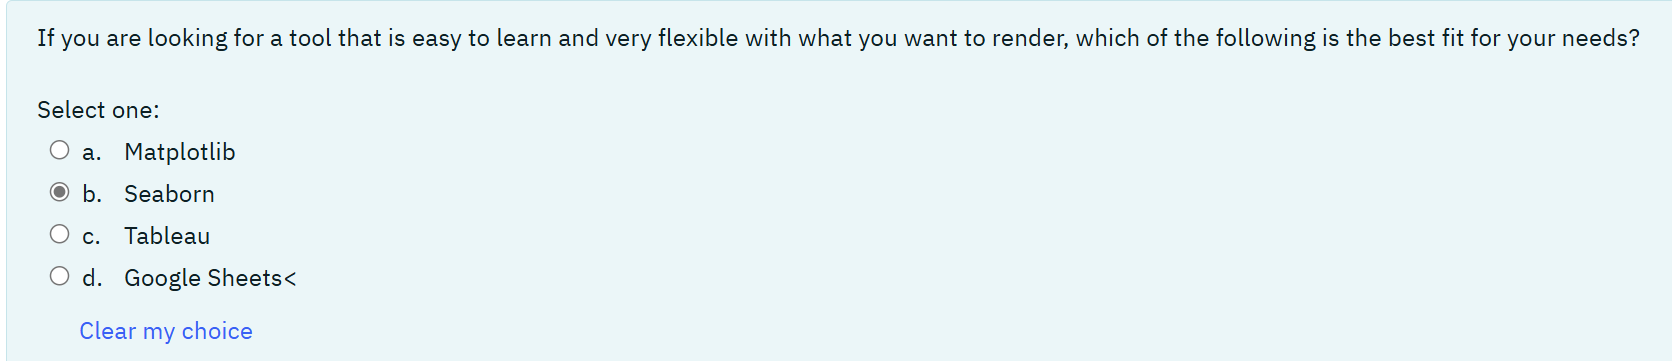 If you are looking for a tool that is easy to learn and very flexible with what you want to render, which of the following is the best fit for your needs?
Select one:
a. Matplotlib
b. Seaborn
c. Tableau
d. Google Sheets<
Clear my choice